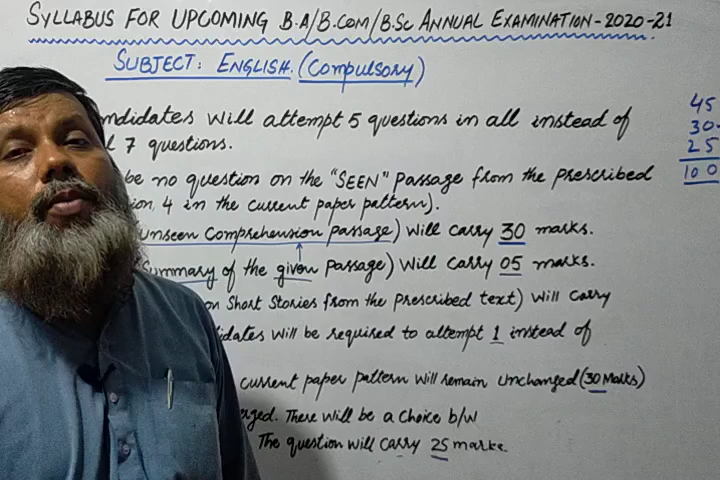 SYLLABUS FOR UPCOMING B.A/B.COM/B.SC ANNUAL EXAMINATION-2020-21
SUBJECT: ENGLISH (COMPULSORY)
ndidates will attempt 5 questions in all instead of
7 questions.
be no question on the "SEEN" passage from the prescribed
ion, 4 in the current paper pattern).
(unseen comprehension passage) will carry 30 marks.
Summary of the given passage) will carry 05 marks.
on short stories from the prescribed text) will carry
didates will be required to attempt 1 instead of
current paper pattern will remain unchanged (30 Marks)
There will be a choice b/w
The question will carry 25 marks.
45
30
25
100